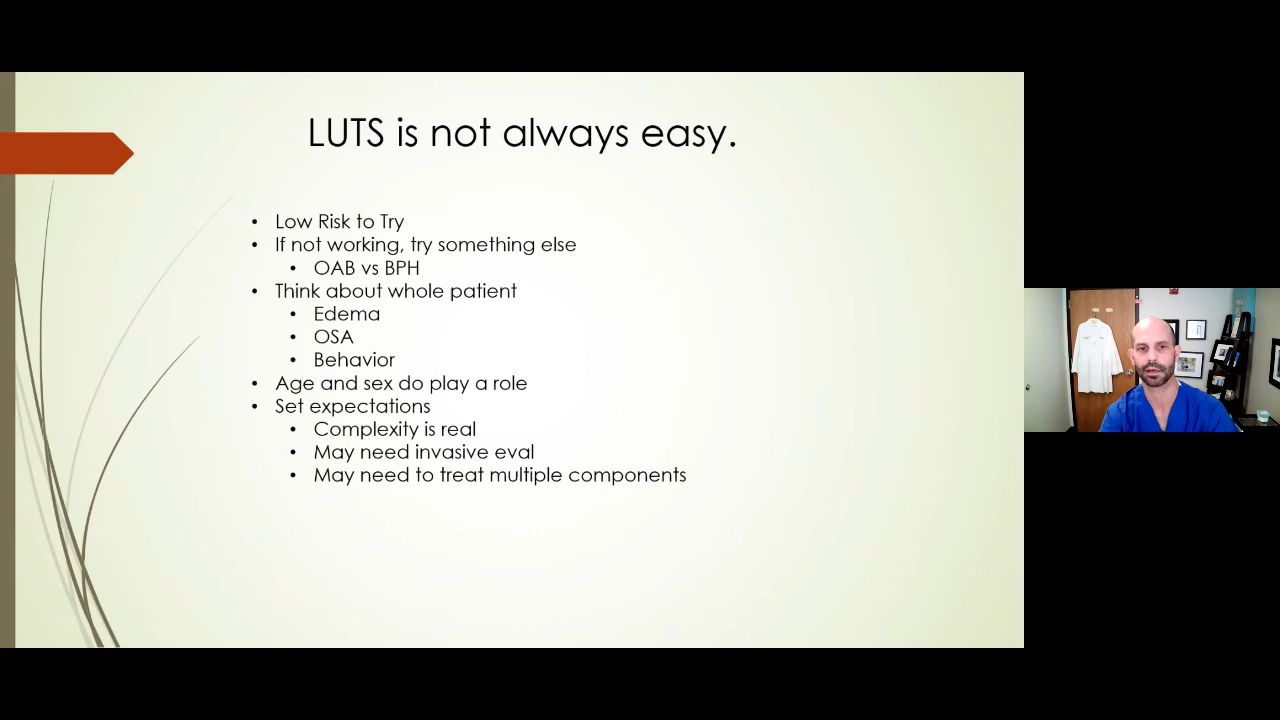 LUTS is not always easy.
• Low Risk to Try
• If not working, try something else
• OAB vs BPH
• Think about whole patient
• Edema
• OSA
• Behavior
• Age and sex do play a role
• Set expectations
• Complexity is real
• May need invasive eval
• May need to treat multiple components